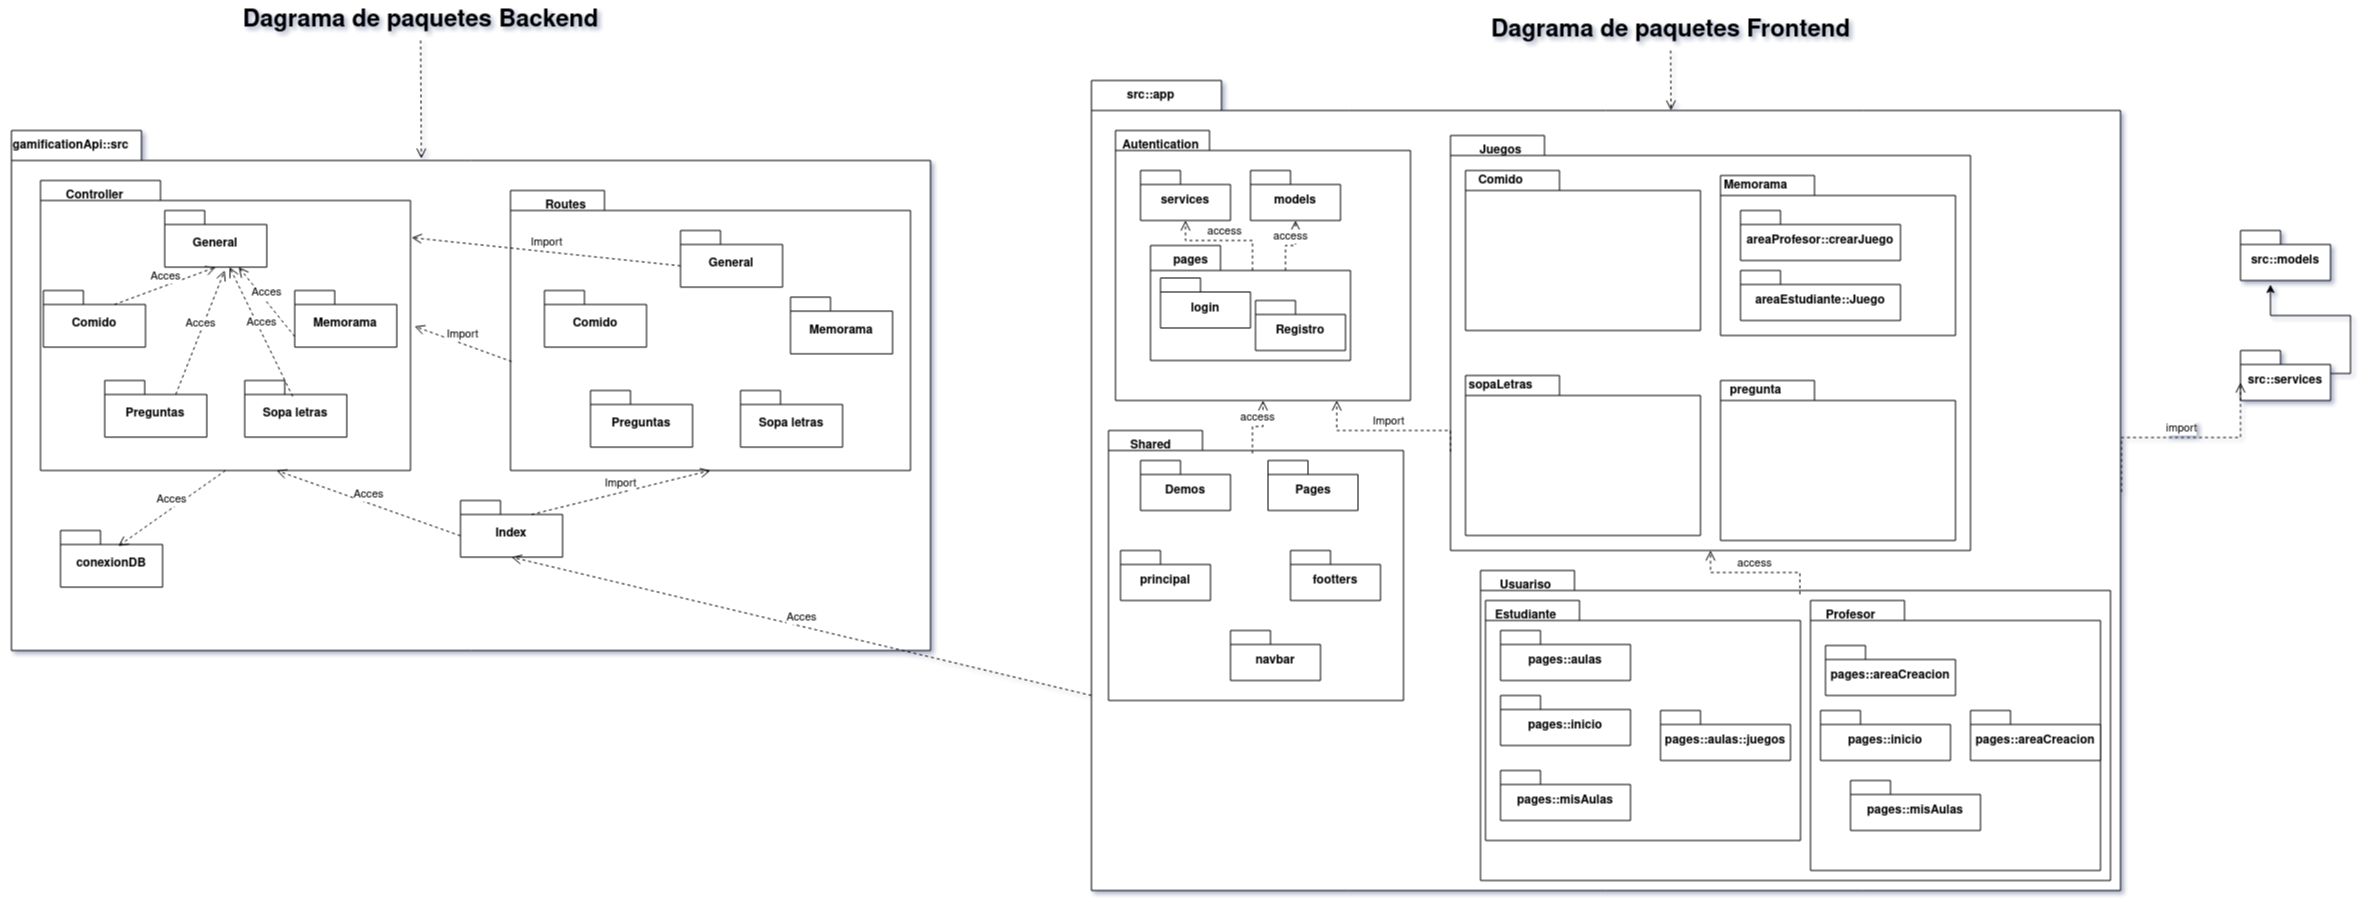 Dagrama de paquetes Backend
gamificationApi::src
Controller
General
Acces
Acces
Acces
Acces
Comido
Memorama
Preguntas
Sopa letras
Routes
Import
General
Import
Comido
Memorama
Preguntas
Sopa letras
Acces
Acces
Import
Index
conexionDB
Acces
Dagrama de paquetes Frontend
src::app
Autentication
services
models
access
access
pages
login
Registro
access
Import
Shared
Demos
Pages
principal
footters
navbar
Juegos
Comido
Memorama
areaProfesor::crearJuego
areaEstudiante::Juego
sopaLetras
pregunta
access
Usuariso
Estudiante
pages::aulas
pages::inicio
pages::aulas::juegos
pages::misAulas
Profesor
pages::areaCreacion
pages::inicio
pages::areaCreacion
pages::misAulas
src::models
src::services
import